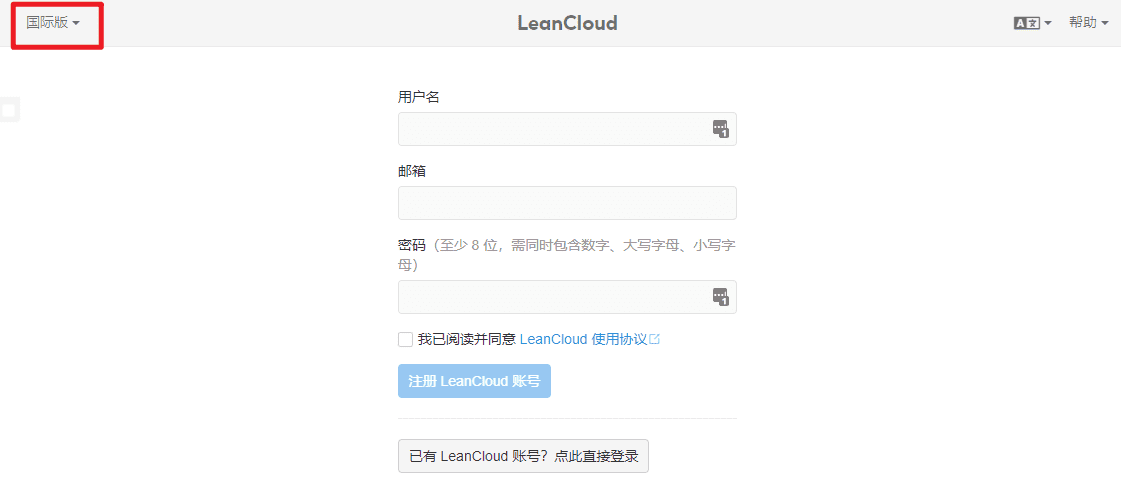 国际版
LeanCloud
A文
帮助
用户名
邮箱
密码（至少 8 位，需同时包含数字、大写字母、小写字
母）
我已阅读并同意 LeanCloud 使用协议
注册 LeanCloud 账号
已有 LeanCloud 账号？点此直接登录